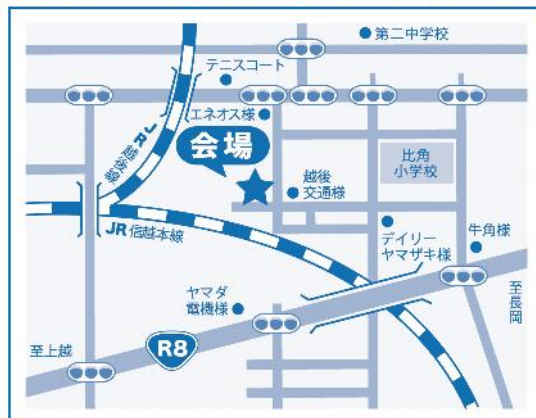 第二中学校
テニスコート
エネオス様
JR越後線
会場
越後
交通様
比角
小学校
JR信越本線
デイリー
ヤマザキ様
牛角様
至長岡
ヤマダ
電機様
R8
至上越